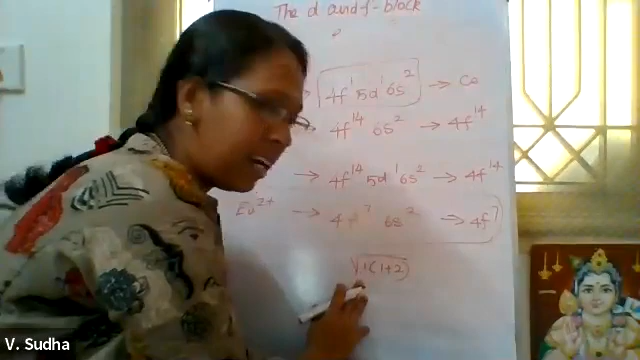 The d and f-block
→ 4f¹ 5d¹ 6s² → Ce
→ 4f¹⁴ 6s² → 4f¹⁴
→ 4f¹⁴ 5d¹ 6s² → 4f¹⁴
Eu²⁺ → 4f⁷ 6s² → 4f⁷
√1(1+2)
V. Sudha